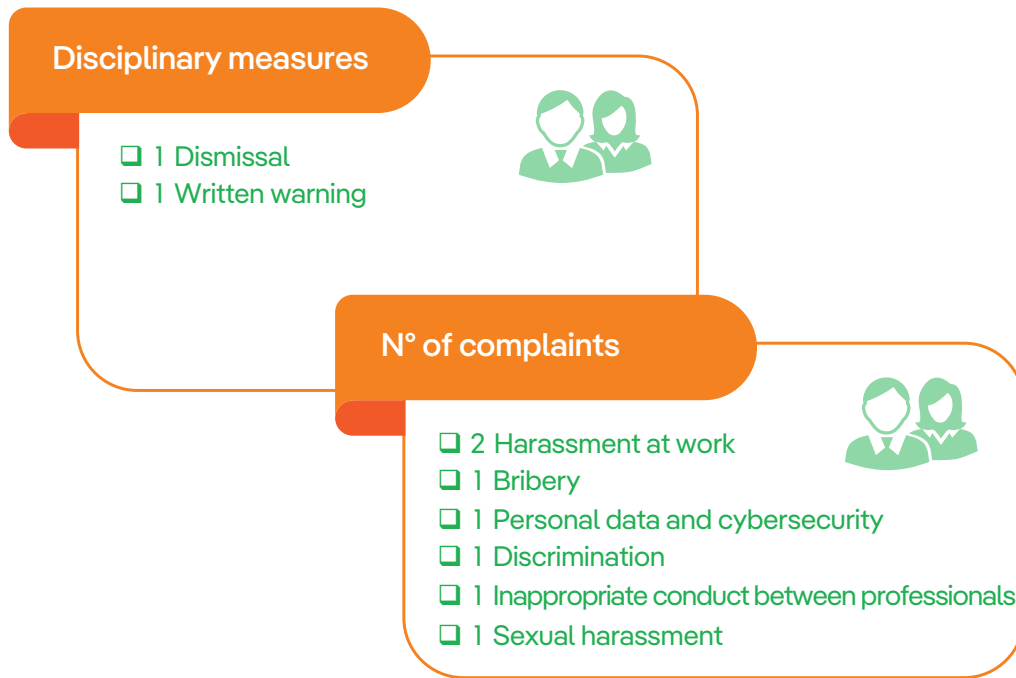 Disciplinary measures
❑ 1 Dismissal
❑ 1 Written warning
N° of complaints
❑ 2 Harassment at work
❑ 1 Bribery
❑ 1 Personal data and cybersecurity
❑ 1 Discrimination
❑ 1 Inappropriate conduct between professionals
❑ 1 Sexual harassment